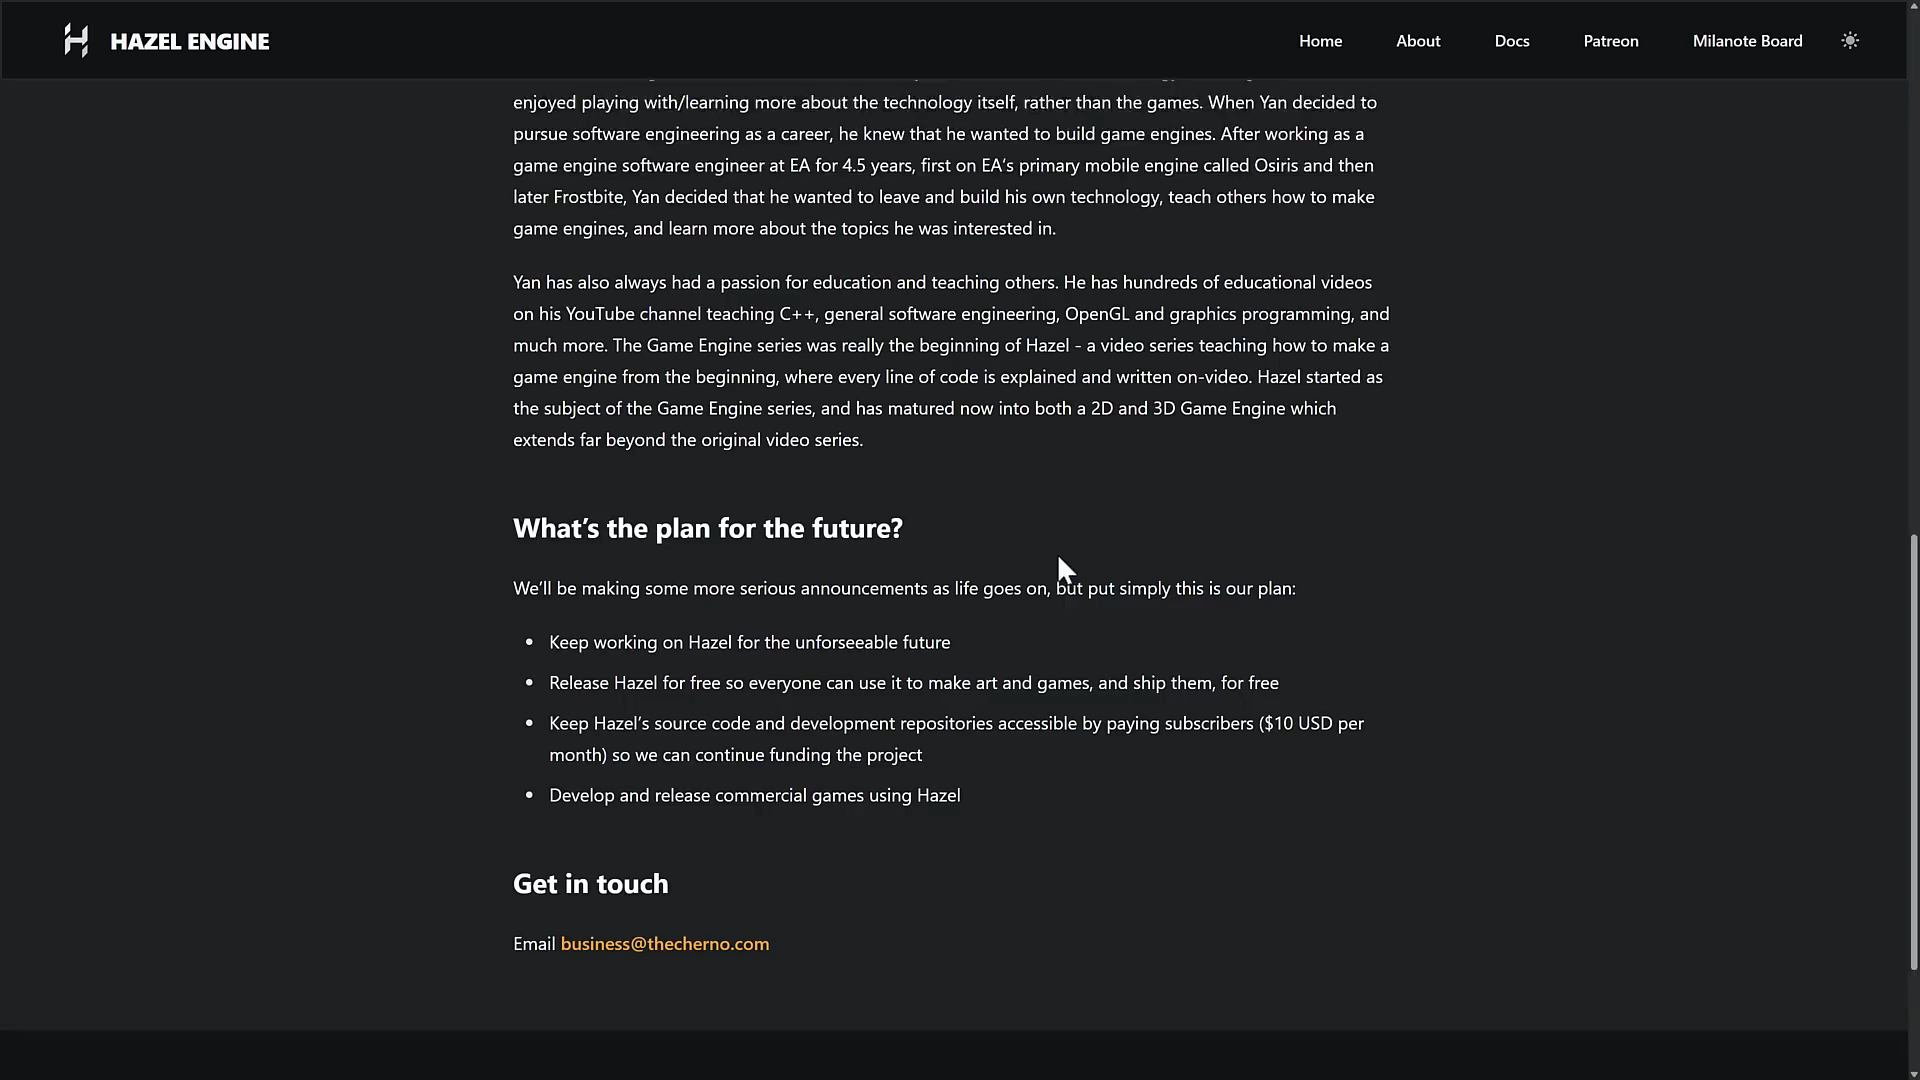 HAZEL ENGINE
Home
About
Docs
Patreon
Milanote Board
enjoyed playing with/learning more about the technology itself, rather than the games. When Yan decided to
pursue software engineering as a career, he knew that he wanted to build game engines. After working as a
game engine software engineer at EA for 4.5 years, first on EA’s primary mobile engine called Osiris and then
later Frostbite, Yan decided that he wanted to leave and build his own technology, teach others how to make
game engines, and learn more about the topics he was interested in.
Yan has also always had a passion for education and teaching others. He has hundreds of educational videos
on his YouTube channel teaching C++, general software engineering, OpenGL and graphics programming, and
much more. The Game Engine series was really the beginning of Hazel - a video series teaching how to make a
game engine from the beginning, where every line of code is explained and written on-video. Hazel started as
the subject of the Game Engine series, and has matured now into both a 2D and 3D Game Engine which
extends far beyond the original video series.
What’s the plan for the future?
We’ll be making some more serious announcements as life goes on, but put simply this is our plan:
• Keep working on Hazel for the unforseeable future
• Release Hazel for free so everyone can use it to make art and games, and ship them, for free
• Keep Hazel’s source code and development repositories accessible by paying subscribers ($10 USD per
month) so we can continue funding the project
• Develop and release commercial games using Hazel
Get in touch
Email business@thecherno.com